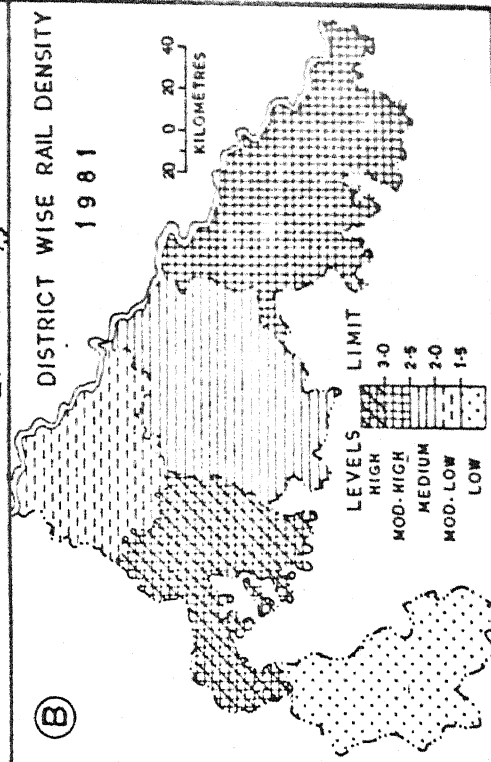 B
DISTRICT WISE RAIL DENSITY
1981
20 0 20 40
KILOMETRES
LEVELS LIMIT
HIGH
3·0
MOD. HIGH
2·5
MEDIUM
2·0
MOD. LOW
1·5
LOW